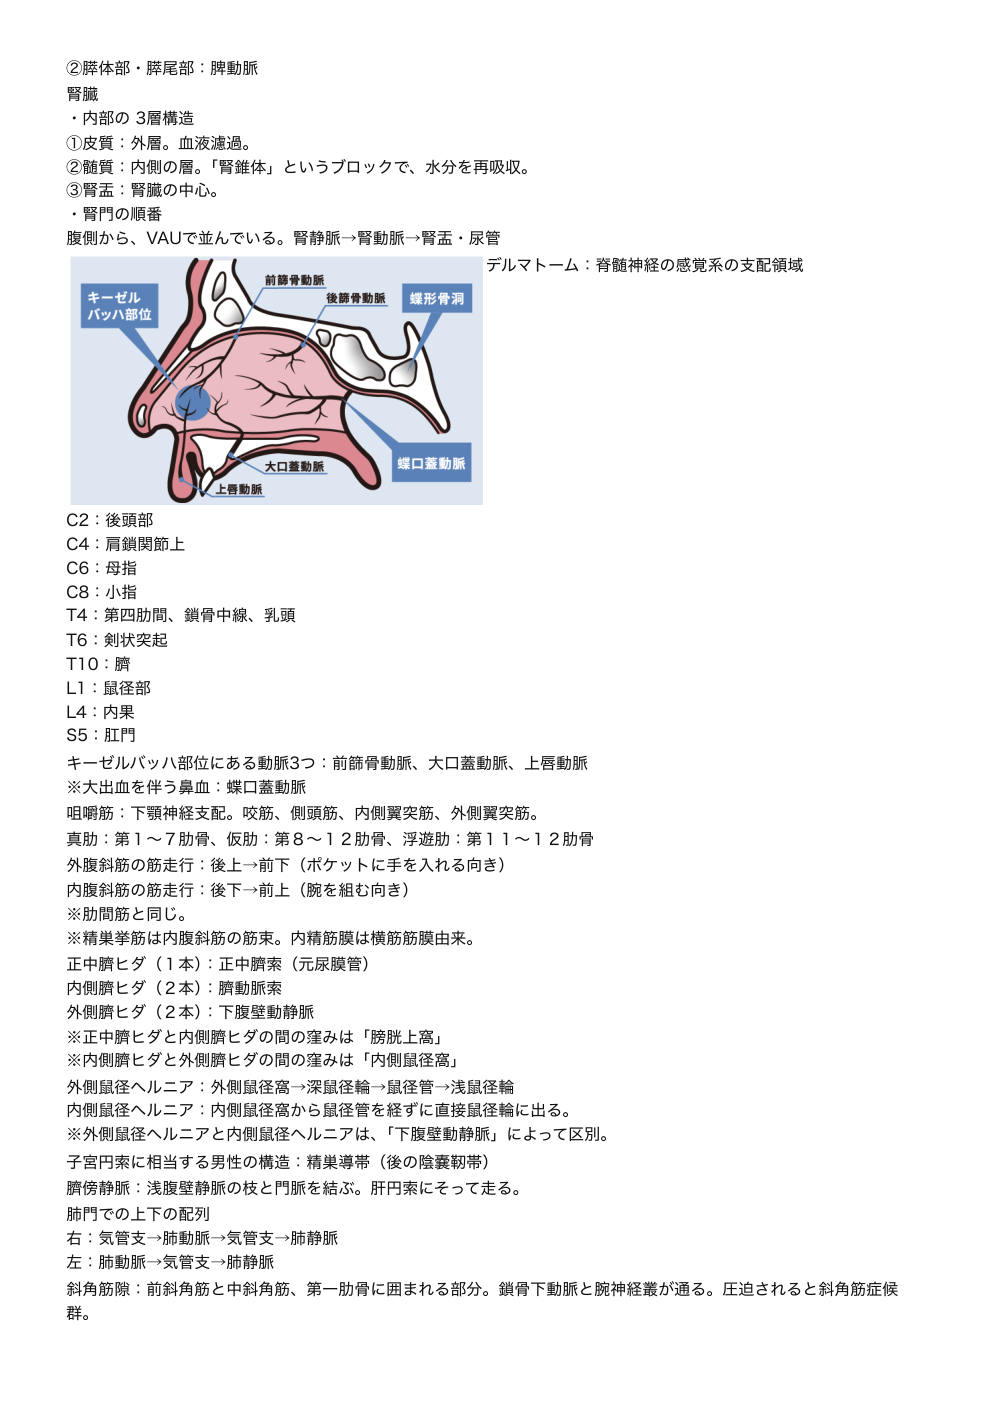 ②膵体部・膵尾部：脾動脈
腎臓
・内部の 3層構造
①皮質：外層。血液濾過。
②髄質：内側の層。「腎錐体」というブロックで、水分を再吸収。
③腎盂：腎臓の中心。
・腎門の順番
腹側から、VAUで並んでいる。腎静脈→腎動脈→腎盂・尿管
デルマトーム：脊髄神経の感覚系の支配領域
前篩骨動脈
キーゼル
バッハ部位
後篩骨動脈
蝶形骨洞
蝶口蓋動脈
大口蓋動脈
上唇動脈
C2：後頭部
C4：肩鎖関節上
C6：母指
C8：小指
T4：第四肋間、鎖骨中線、乳頭
T6：剣状突起
T10：臍
L1：鼠径部
L4：内果
S5：肛門
キーゼルバッハ部位にある動脈3つ：前篩骨動脈、大口蓋動脈、上唇動脈
※大出血を伴う鼻血：蝶口蓋動脈
咀嚼筋：下顎神経支配。咬筋、側頭筋、内側翼突筋、外側翼突筋。
真肋：第１〜７肋骨、仮肋：第８〜１２肋骨、浮遊肋：第１１〜１２肋骨
外腹斜筋の筋走行：後上→前下（ポケットに手を入れる向き）
内腹斜筋の筋走行：後下→前上（腕を組む向き）
※肋間筋と同じ。
※精巣挙筋は内腹斜筋の筋束。内精筋膜は横筋筋膜由来。
正中臍ヒダ（１本）：正中臍索（元尿膜管）
内側臍ヒダ（２本）：臍動脈索
外側臍ヒダ（２本）：下腹壁動静脈
※正中臍ヒダと内側臍ヒダの間の窪みは「膀胱上窩」
※内側臍ヒダと外側臍ヒダの間の窪みは「内側鼠径窩」
外側鼠径ヘルニア：外側鼠径窩→深鼠径輪→鼠径管→浅鼠径輪
内側鼠径ヘルニア：内側鼠径窩から鼠径管を経ずに直接鼠径輪に出る。
※外側鼠径ヘルニアと内側鼠径ヘルニアは、「下腹壁動静脈」によって区別。
子宮円索に相当する男性の構造：精巣導帯（後の陰嚢靭帯）
臍傍静脈：浅腹壁静脈の枝と門脈を結ぶ。肝円索にそって走る。
肺門での上下の配列
右：気管支→肺動脈→気管支→肺静脈
左：肺動脈→気管支→肺静脈
斜角筋隙：前斜角筋と中斜角筋、第一肋骨に囲まれる部分。鎖骨下動脈と腕神経叢が通る。圧迫されると斜角筋症候
群。